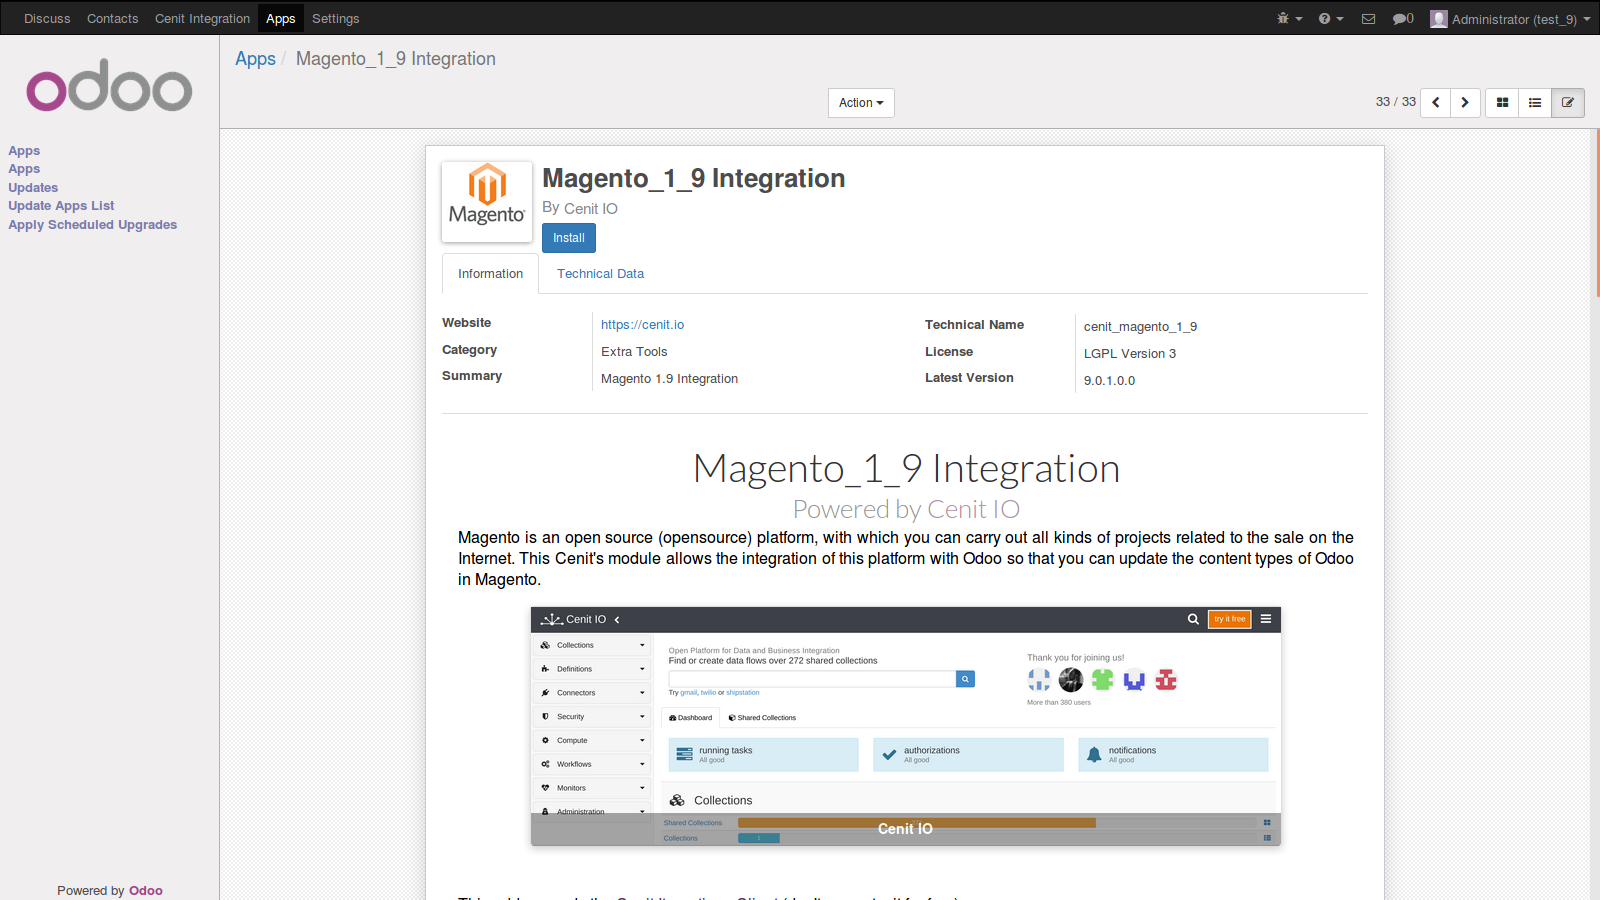 Discuss Contacts Cenit Integration Apps Settings 0 Administrator (test_9)
odoo
Apps / Magento_1_9 Integration
Action
33 / 33
Apps
Apps
Updates
Update Apps List
Apply Scheduled Upgrades
Powered by Odoo
Magento
Magento_1_9 Integration
By Cenit IO
Install
Information Technical Data
Website https://cenit.io
Category Extra Tools
Summary Magento 1.9 Integration
Technical Name cenit_magento_1_9
License LGPL Version 3
Latest Version 9.0.1.0.0
Magento_1_9 Integration
Powered by Cenit IO
Magento is an open source (opensource) platform, with which you can carry out all kinds of projects related to the sale on the
Internet. This Cenit's module allows the integration of this platform with Odoo so that you can update the content types of Odoo
in Magento.
Cenit IO
try it free
Collections
Definitions
Connectors
Security
Compute
Workflows
Monitors
Administration
Open Platform for Data and Business Integration
Find or create data flows over 272 shared collections
Try gmail, twilio or shipstation
Thank you for joining us!
More than 380 users
Dashboard Shared Collections
running tasks
All good
authorizations
All good
notifications
All good
Collections
Shared Collections
Collections 1
Cenit IO